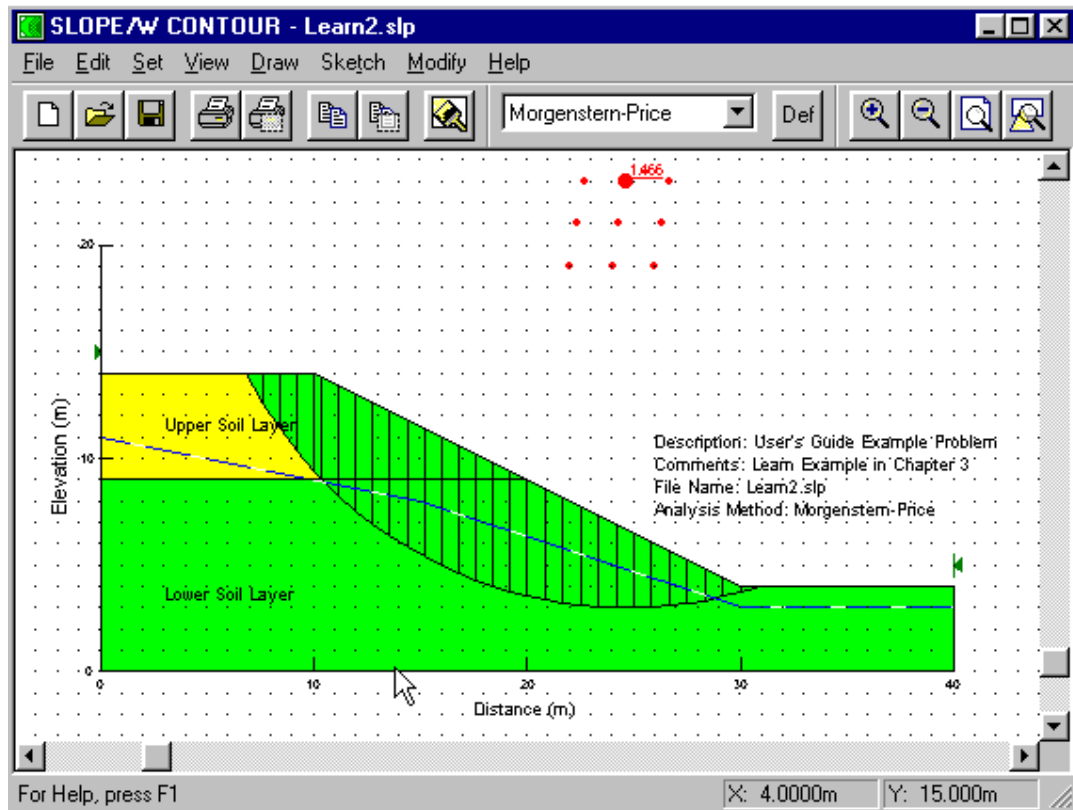 SLOPE/W CONTOUR - Learn2.slp
File Edit Set View Draw Sketch Modify Help
Morgenstern-Price
Def
1.466
20
Upper Soil Layer
Elevation (m)
10
Description: User's Guide Example Problem
Comments: Learn Example in Chapter 3
File Name: Learn2.slp
Analysis Method: Morgenstern-Price
Lower Soil Layer
0
0 10 20 30 40
Distance (m)
For Help, press F1
X: 4.0000m
Y: 15.000m